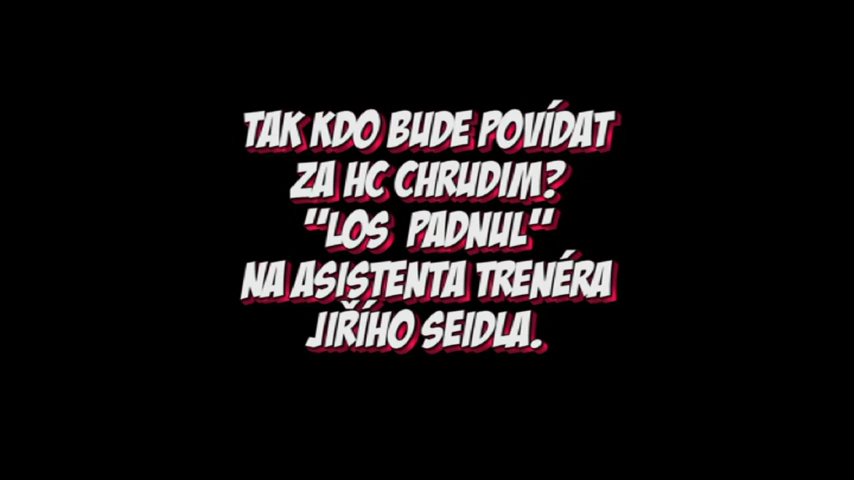 TAK KDO BUDE POVÍDAT
ZA HC CHRUDIM?
"LOS PADNUL"
NA ASISTENTA TRENÉRA
JIŘÍHO SEIDLA.